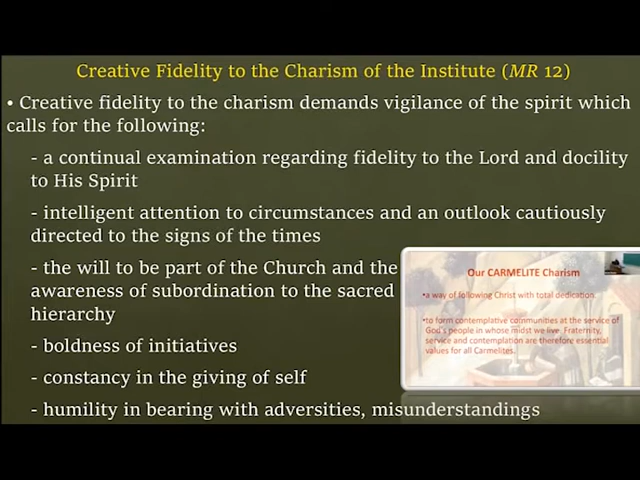 Creative Fidelity to the Charism of the Institute (MR 12)
• Creative fidelity to the charism demands vigilance of the spirit which
calls for the following:
- a continual examination regarding fidelity to the Lord and docility
to His Spirit
- intelligent attention to circumstances and an outlook cautiously
directed to the signs of the times
- the will to be part of the Church and the
awareness of subordination to the sacred
hierarchy
- boldness of initiatives
- constancy in the giving of self
- humility in bearing with adversities, misunderstandings
Our CARMELITE Charism
•a way of following Christ with total dedication.
•to form contemplative communities at the service of
God's people in whose midst we live. Fraternity,
service and contemplation are therefore essential
values for all Carmelites.